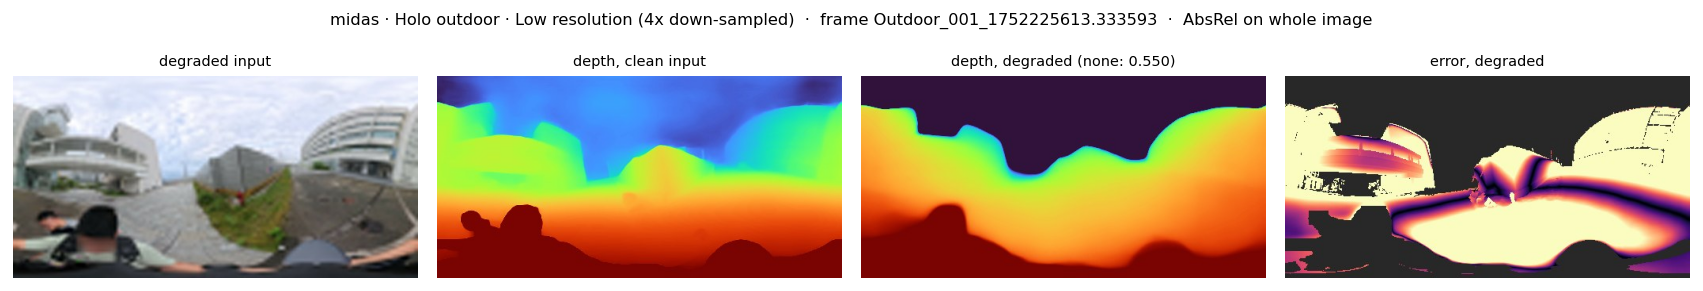 midas · Holo outdoor · Low resolution (4x down-sampled) · frame Outdoor_001_1752225613.333593 · AbsRel on whole image
degraded input
depth, clean input
depth, degraded (none: 0.550)
error, degraded